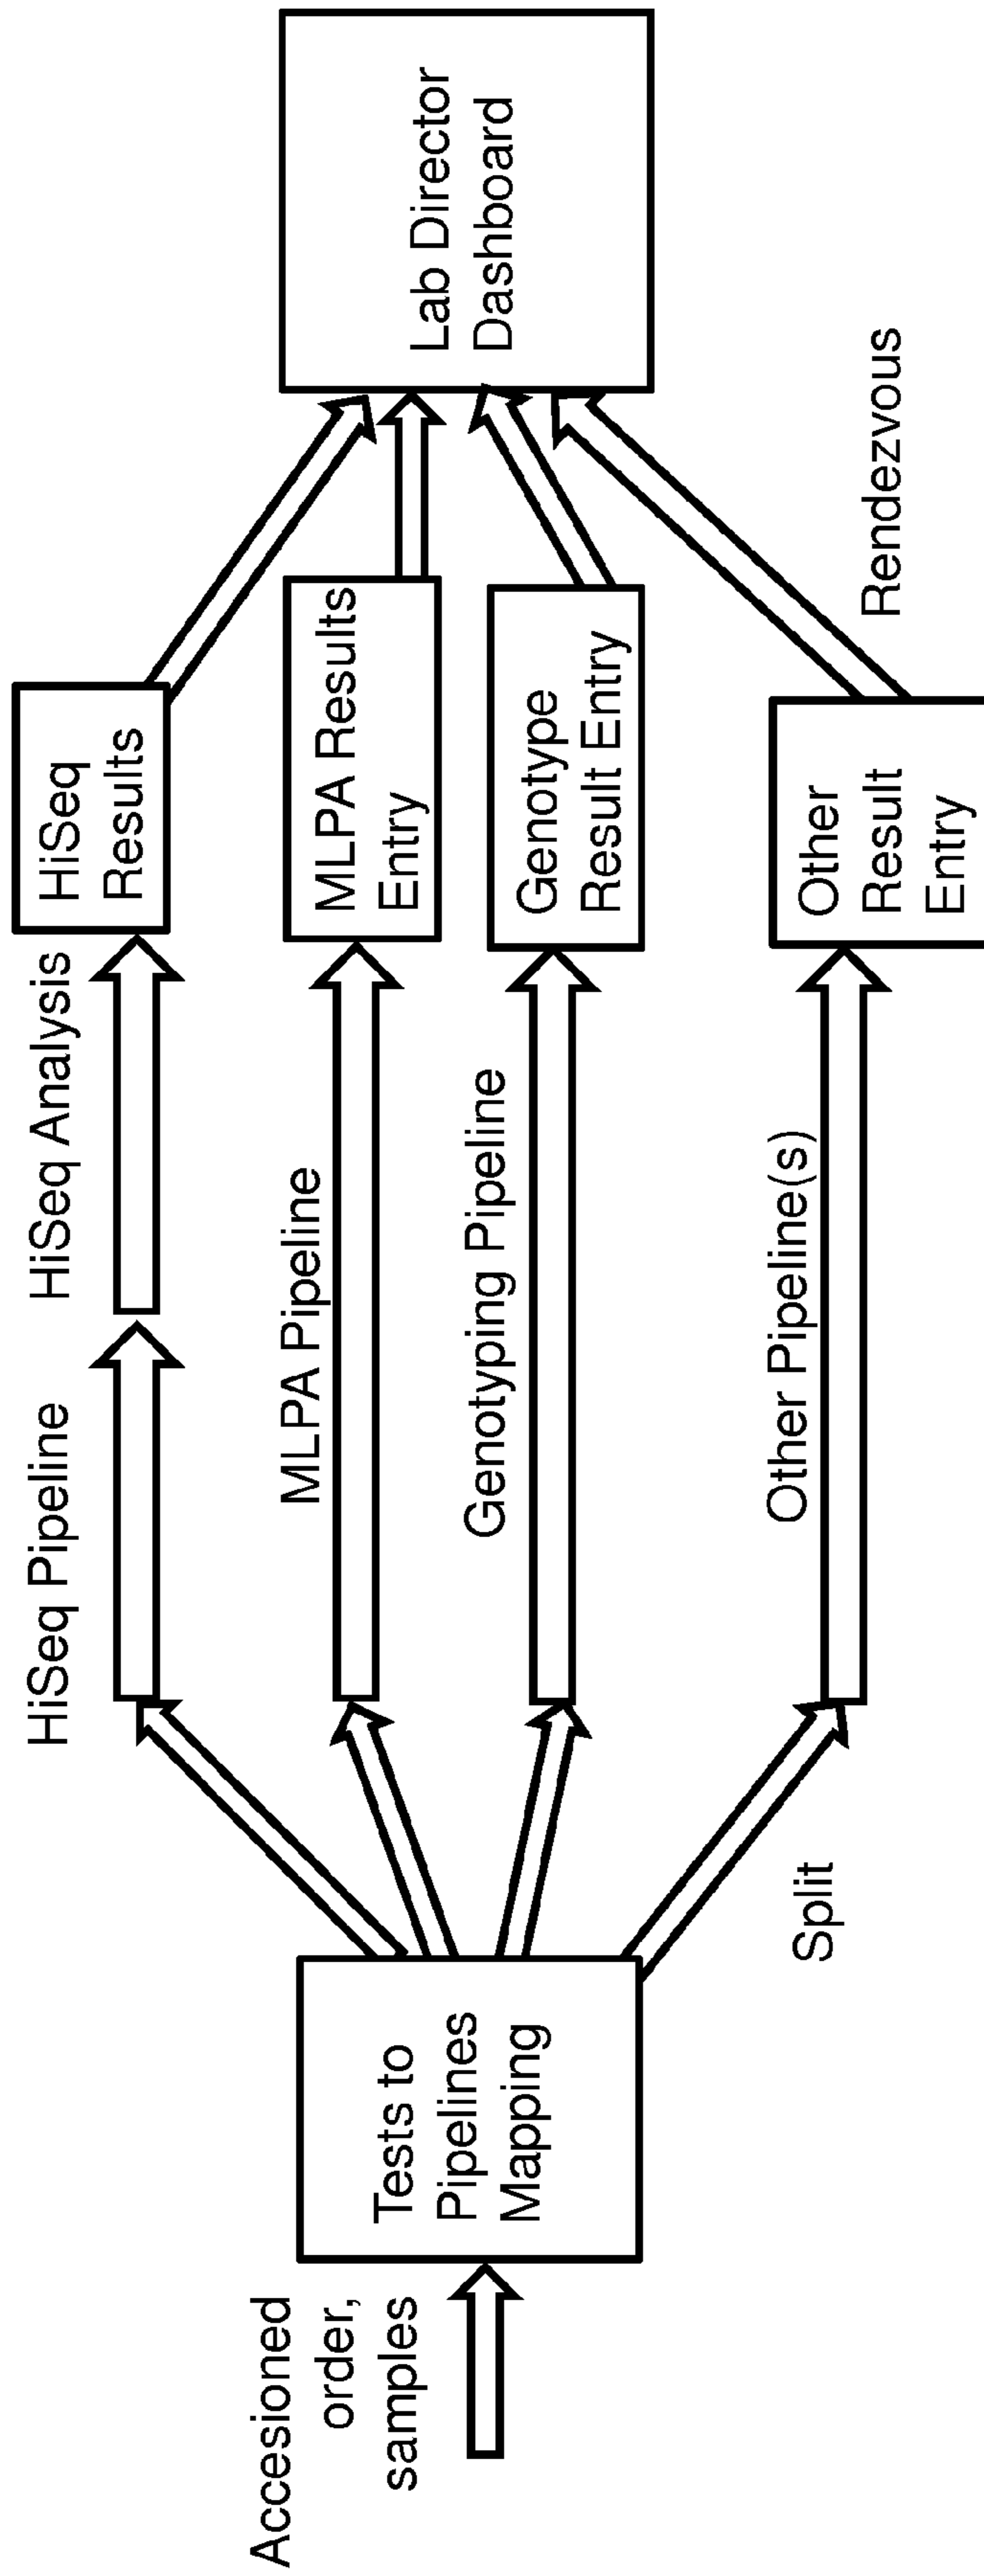 Accesioned
order,
samples
Tests to
Pipelines
Mapping
Split
HiSeq Pipeline
HiSeq Analysis
HiSeq
Results
MLPA Pipeline
MLPA Results
Entry
Genotyping Pipeline
Genotype
Result Entry
Other Pipeline(s)
Other
Result
Entry
Rendezvous
Lab Director
Dashboard